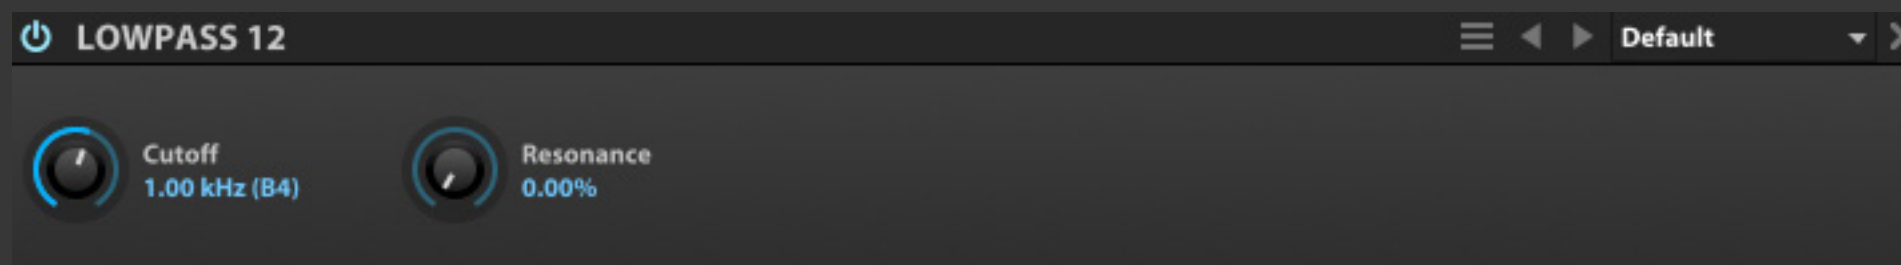 LOWPASS 12
Default
Cutoff
1.00 kHz (B4)
Resonance
0.00%